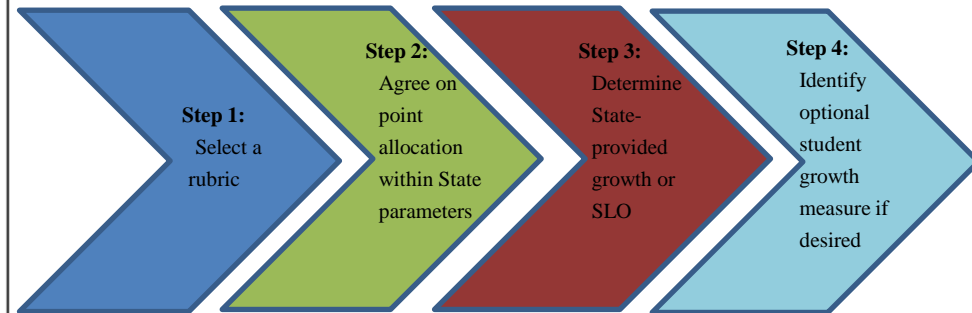 Step 1:
Select a
rubric
Step 2:
Agree on
point
allocation
within State
parameters
Step 3:
Determine
State-
provided
growth or
SLO
Step 4:
Identify
optional
student
growth
measure if
desired